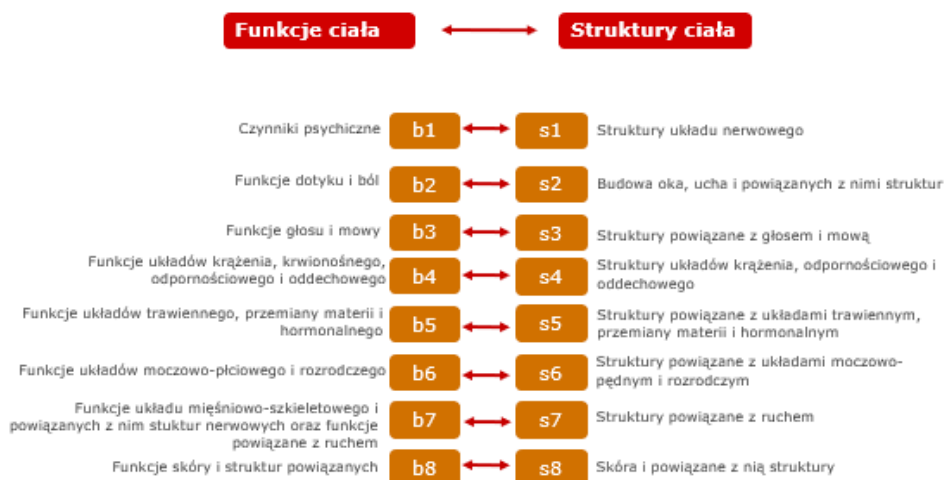 Funkcje ciała
Struktury ciała
Czynniki psychiczne
b1
s1
Struktury układu nerwowego
Funkcje dotyku i ból
b2
s2
Budowa oka, ucha i powiązanych z nimi struktur
Funkcje głosu i mowy
b3
s3
Struktury powiązane z głosem i mową
Funkcje układów krążenia, krwionośnego,
odpornościowego i oddechowego
b4
s4
Struktury układów krążenia, odpornościowego i
oddechowego
Funkcje układów trawiennego, przemiany materii i
hormonalnego
b5
s5
Struktury powiązane z układami trawiennym,
przemiany materii i hormonalnym
Funkcje układów moczowo-płciowego i rozrodczego
b6
s6
Struktury powiązane z układami moczowo-
pędnym i rozrodczym
Funkcje układu mięśniowo-szkieletowego i
powiązanych z nim stuktur nerwowych oraz funkcje
powiązane z ruchem
b7
s7
Struktury powiązane z ruchem
Funkcje skóry i struktur powiązanych
b8
s8
Skóra i powiązane z nią struktury